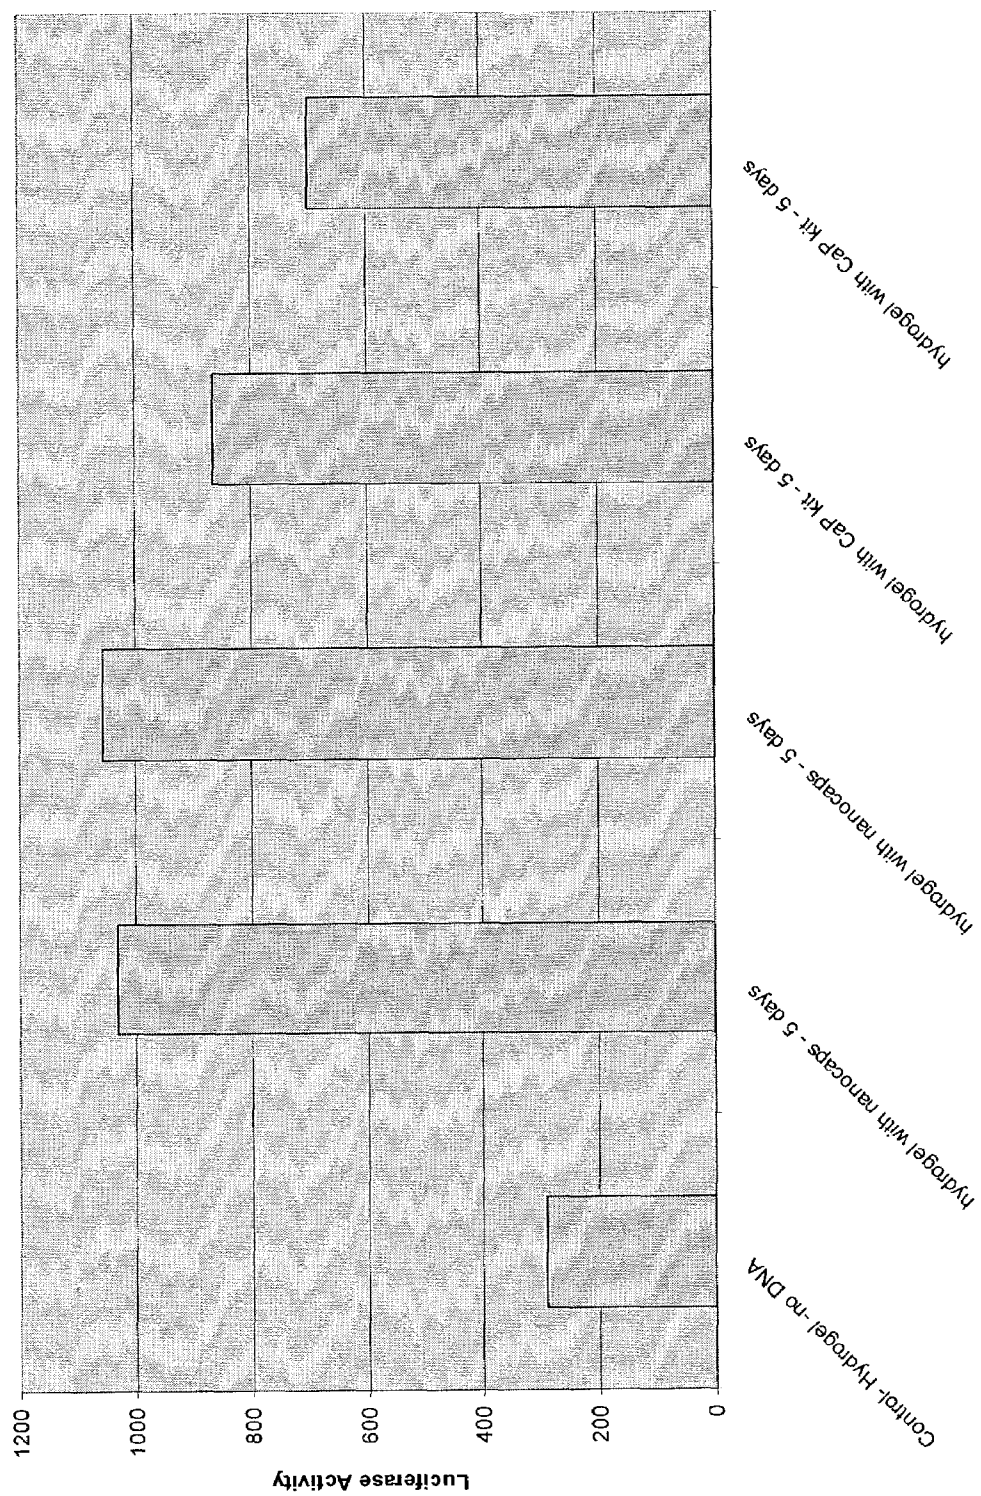 Luciferase Activity
1200
1000
800
600
400
200
0
Control- Hydrogel -no DNA
hydrogel with nanocaps - 5 days
hydrogel with nanocaps - 5 days
hydrogel with CaP kit - 5 days
hydrogel with CaP kit - 5 days